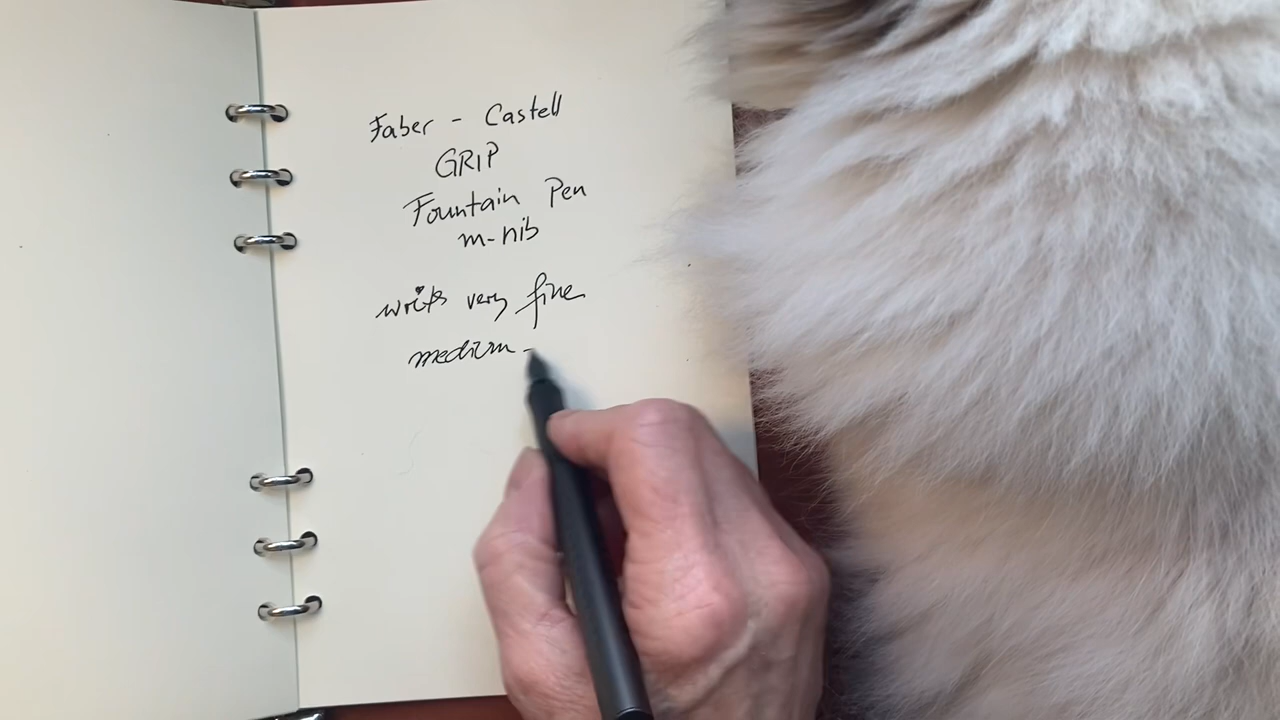 Faber - Castell
GRIP
Fountain Pen
m-nib
writes very fine
medium -